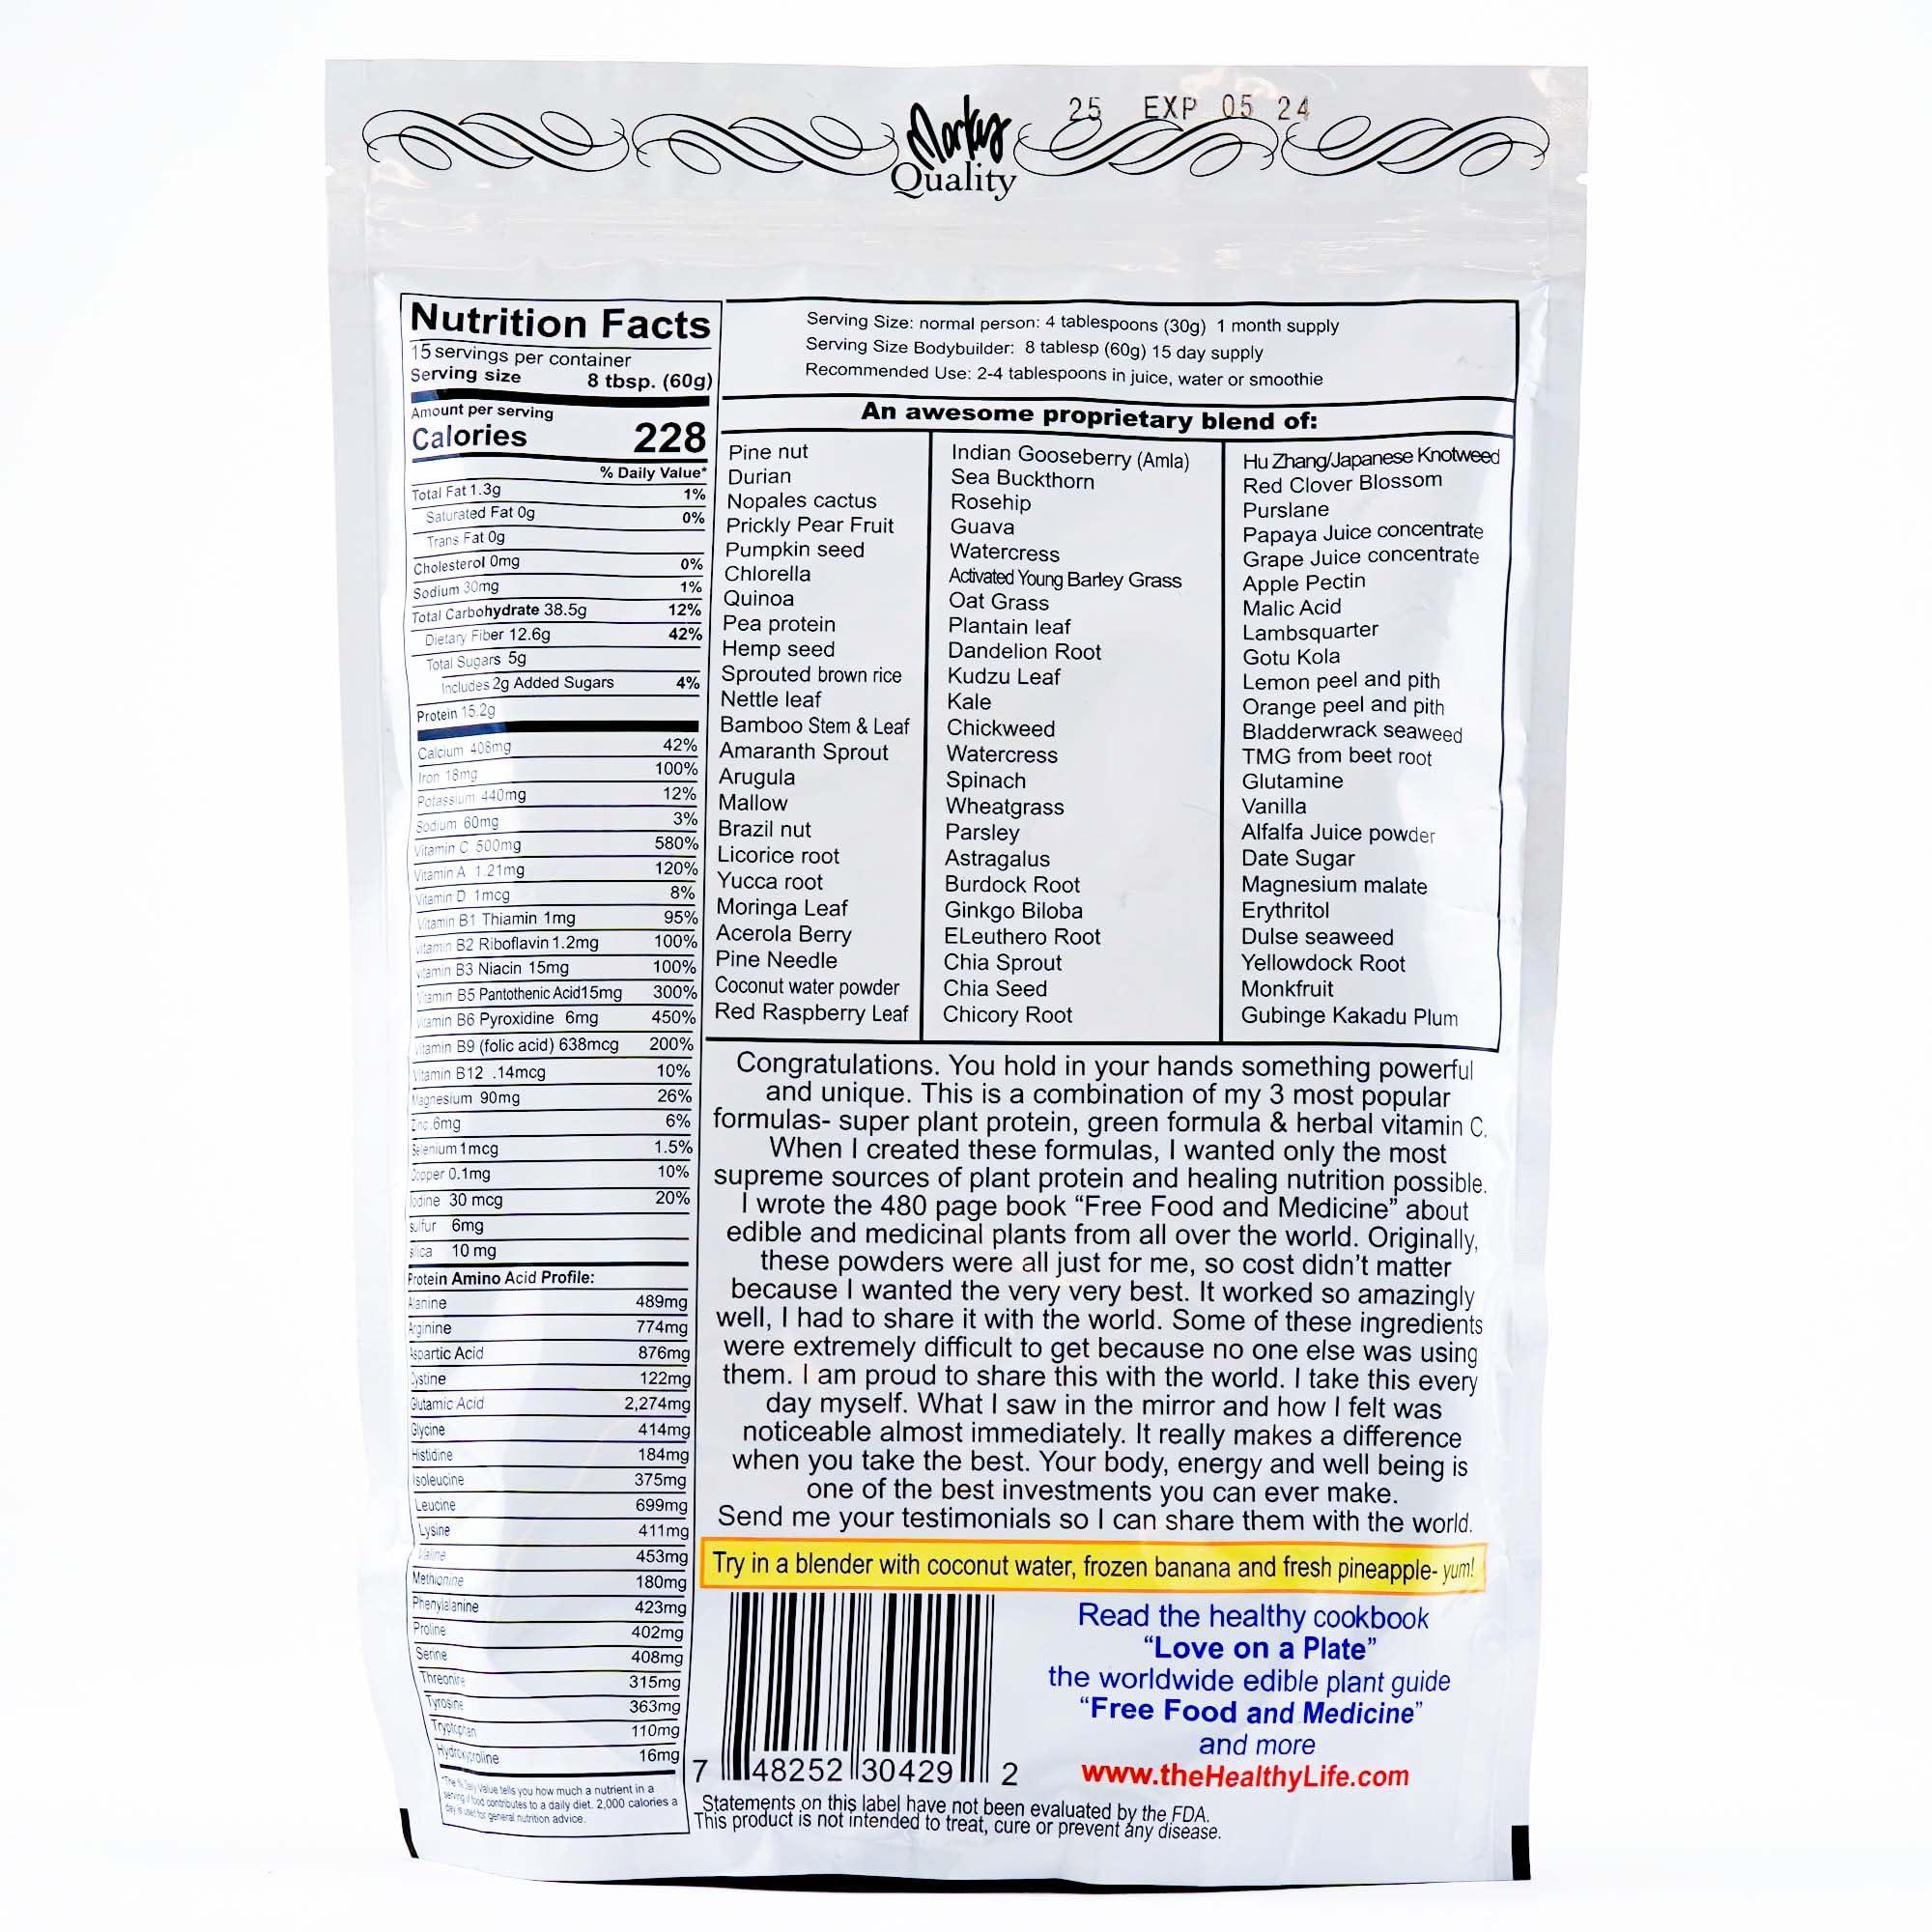 25 EXP 05 24
Markus
Quality
Nutrition Facts
15 servings per container
Serving size 8 tbsp. (60g)
Amount per serving
Calories 228
% Daily Value*
Total Fat 1.3g 1%
Saturated Fat 0g 0%
Trans Fat 0g
Cholesterol 0mg 0%
Sodium 30mg 1%
Total Carbohydrate 38.5g 12%
Dietary Fiber 12.6g 42%
Total Sugars 5g
Includes 2g Added Sugars 4%
Protein 15.2g
Calcium 408mg 42%
Iron 18mg 100%
Potassium 440mg 12%
Sodium 60mg 3%
Vitamin C 500mg 580%
Vitamin A 1.21mg 120%
Vitamin D 1mcg 8%
Vitamin B1 Thiamin 1mg 95%
Vitamin B2 Riboflavin 1.2mg 100%
Vitamin B3 Niacin 15mg 100%
Vitamin B5 Pantothenic Acid15mg 300%
Vitamin B6 Pyroxidine 6mg 450%
Vitamin B9 (folic acid) 638mcg 200%
Vitamin B12 .14mcg 10%
Magnesium 90mg 26%
Zinc .6mg 6%
Selenium 1mcg 1.5%
Copper 0.1mg 10%
Iodine 30 mcg 20%
sulfur 6mg
silica 10 mg
Protein Amino Acid Profile:
Alanine 489mg
Arginine 774mg
Aspartic Acid 876mg
Cystine 122mg
Glutamic Acid 2,274mg
Glycine 414mg
Histidine 184mg
Isoleucine 375mg
Leucine 699mg
Lysine 411mg
Valine 453mg
Methionine 180mg
Phenylalanine 423mg
Proline 402mg
Serine 408mg
Threonine 315mg
Tyrosine 363mg
Tryptophan 110mg
Hydroxyproline 16mg
*The % Daily Value tells you how much a nutrient in a
serving of food contributes to a daily diet. 2,000 calories a
day is used for general nutrition advice.
Serving Size: normal person: 4 tablespoons (30g) 1 month supply
Serving Size Bodybuilder: 8 tablesp (60g) 15 day supply
Recommended Use: 2-4 tablespoons in juice, water or smoothie
An awesome proprietary blend of:
Pine nut
Durian
Nopales cactus
Prickly Pear Fruit
Pumpkin seed
Chlorella
Quinoa
Pea protein
Hemp seed
Sprouted brown rice
Nettle leaf
Bamboo Stem & Leaf
Amaranth Sprout
Arugula
Mallow
Brazil nut
Licorice root
Yucca root
Moringa Leaf
Acerola Berry
Pine Needle
Coconut water powder
Red Raspberry Leaf
Indian Gooseberry (Amla)
Sea Buckthorn
Rosehip
Guava
Watercress
Activated Young Barley Grass
Oat Grass
Plantain leaf
Dandelion Root
Kudzu Leaf
Kale
Chickweed
Watercress
Spinach
Wheatgrass
Parsley
Astragalus
Burdock Root
Ginkgo Biloba
ELeuthero Root
Chia Sprout
Chia Seed
Chicory Root
Hu Zhang/Japanese Knotweed
Red Clover Blossom
Purslane
Papaya Juice concentrate
Grape Juice concentrate
Apple Pectin
Malic Acid
Lambsquarter
Gotu Kola
Lemon peel and pith
Orange peel and pith
Bladderwrack seaweed
TMG from beet root
Glutamine
Vanilla
Alfalfa Juice powder
Date Sugar
Magnesium malate
Erythritol
Dulse seaweed
Yellowdock Root
Monkfruit
Gubinge Kakadu Plum
Congratulations. You hold in your hands something powerful
and unique. This is a combination of my 3 most popular
formulas- super plant protein, green formula & herbal vitamin C.
When I created these formulas, I wanted only the most
supreme sources of plant protein and healing nutrition possible.
I wrote the 480 page book “Free Food and Medicine” about
edible and medicinal plants from all over the world. Originally,
these powders were all just for me, so cost didn’t matter
because I wanted the very very best. It worked so amazingly
well, I had to share it with the world. Some of these ingredients
were extremely difficult to get because no one else was using
them. I am proud to share this with the world. I take this every
day myself. What I saw in the mirror and how I felt was
noticeable almost immediately. It really makes a difference
when you take the best. Your body, energy and well being is
one of the best investments you can ever make.
Send me your testimonials so I can share them with the world.
Try in a blender with coconut water, frozen banana and fresh pineapple- yum!
Read the healthy cookbook
“Love on a Plate”
the worldwide edible plant guide
“Free Food and Medicine”
and more
www.theHealthyLife.com
7 48252 30429 2
Statements on this label have not been evaluated by the FDA.
This product is not intended to treat, cure or prevent any disease.